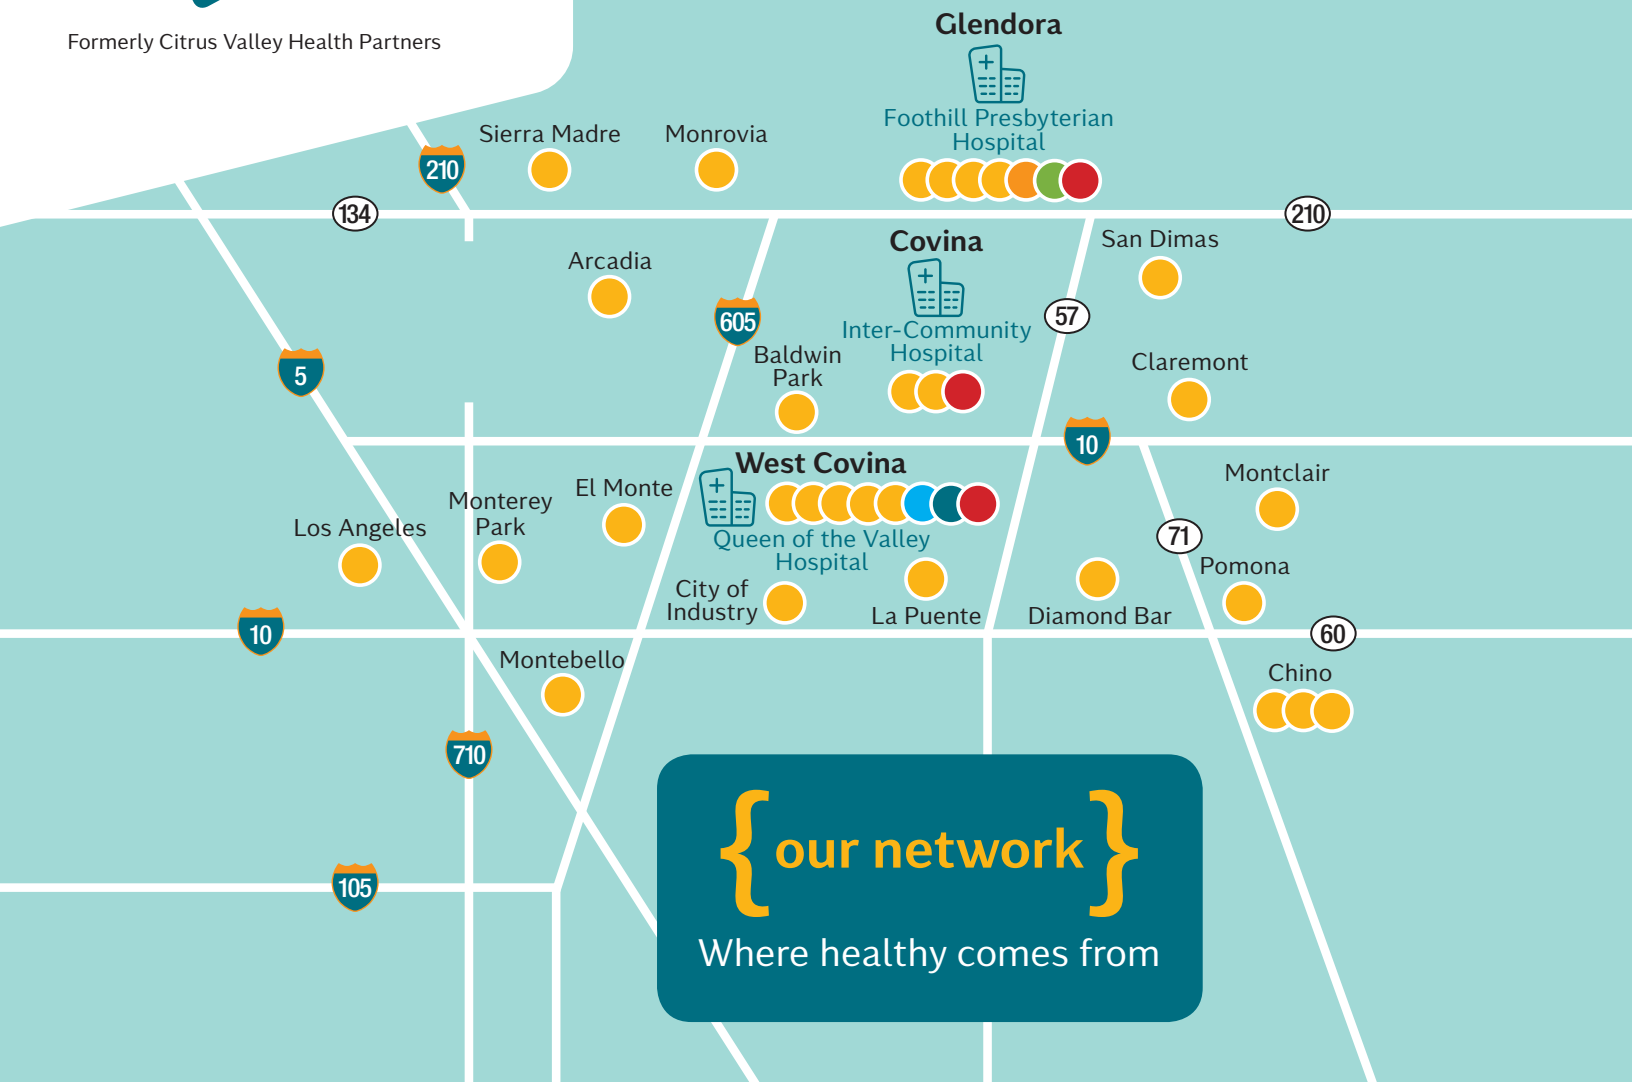 Formerly Citrus Valley Health Partners
Glendora
Foothill Presbyterian
Hospital
Sierra Madre
Monrovia
210
134
210
Covina
San Dimas
Arcadia
605
57
Inter-Community
Hospital
Baldwin
Park
Claremont
5
10
West Covina
Montclair
El Monte
Monterey
Park
Los Angeles
71
Queen of the Valley
Hospital
Pomona
City of
Industry
La Puente
Diamond Bar
10
60
Montebello
Chino
710
{our network}
105
Where healthy comes from